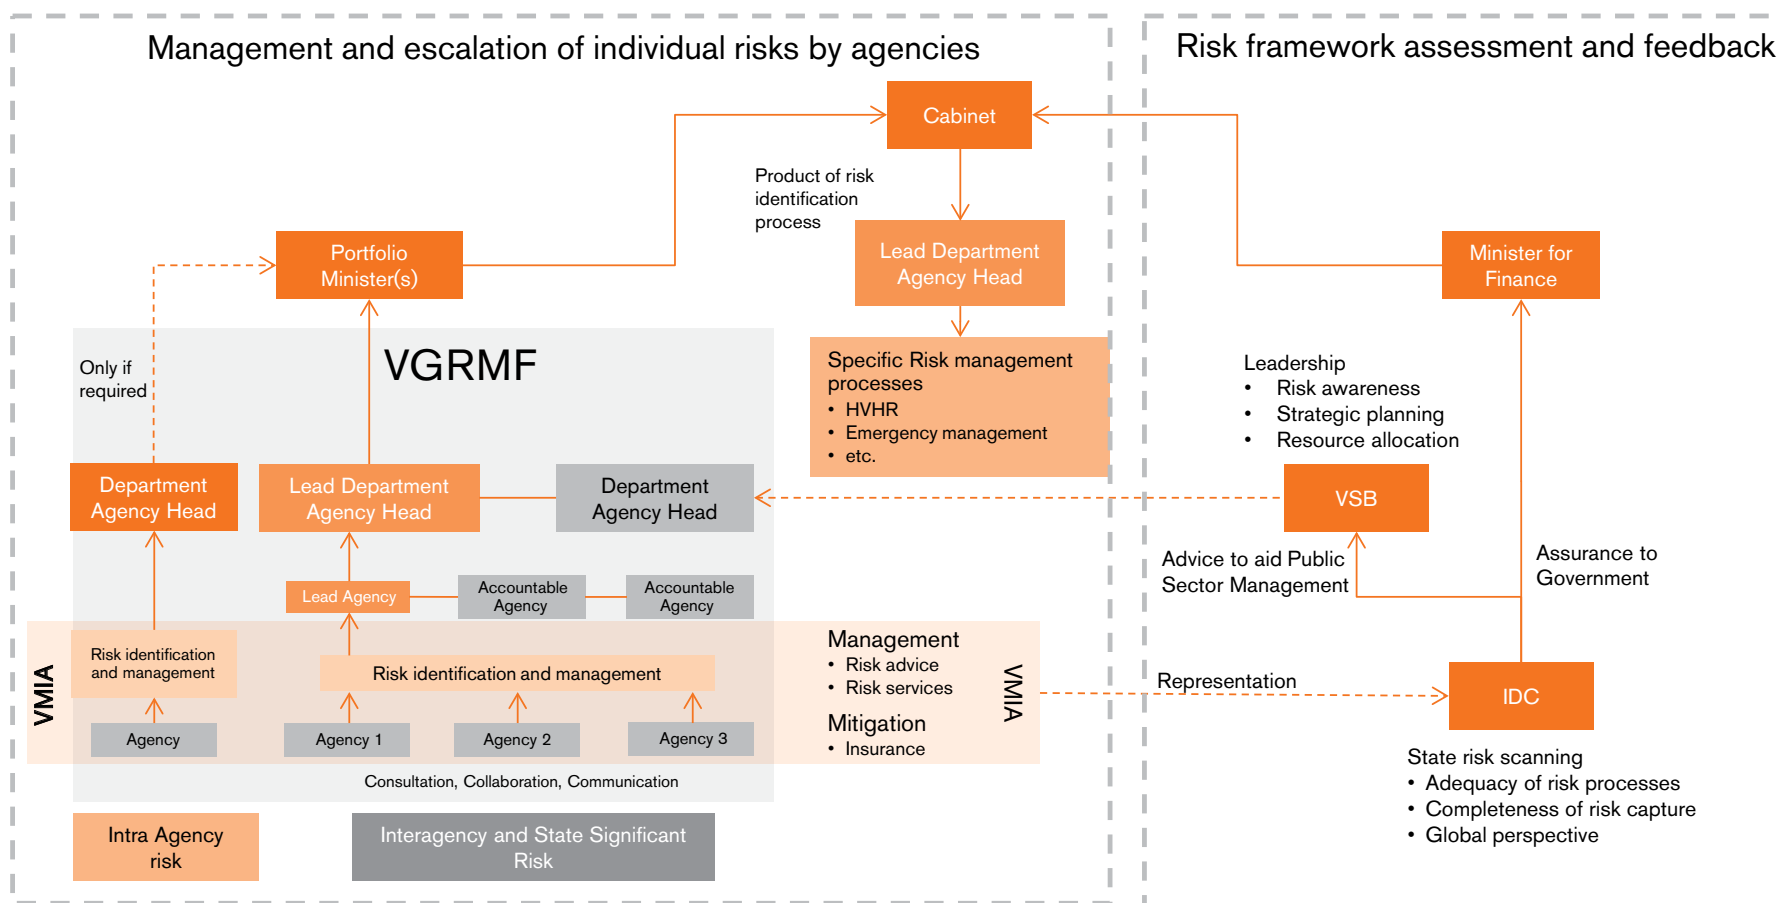 Management and escalation of individual risks by agencies
Risk framework assessment and feedback
Cabinet
Product of risk
identification
process
Portfolio
Minister(s)
Lead Department
Agency Head
Minister for
Finance
VGRMF
Only if
required
Specific Risk management
processes
• HVHR
• Emergency management
• etc.
Leadership
• Risk awareness
• Strategic planning
• Resource allocation
Department
Agency Head
Lead Department
Agency Head
Department
Agency Head
VSB
Advice to aid Public
Sector Management
Assurance to
Government
Lead Agency
Accountable
Agency
Accountable
Agency
VMIA
Risk identification
and management
Risk identification and management
Management
• Risk advice
• Risk services
Mitigation
• Insurance
VMIA
Representation
IDC
Agency
Agency 1
Agency 2
Agency 3
Consultation, Collaboration, Communication
State risk scanning
• Adequacy of risk processes
• Completeness of risk capture
• Global perspective
Intra Agency
risk
Interagency and State Significant
Risk